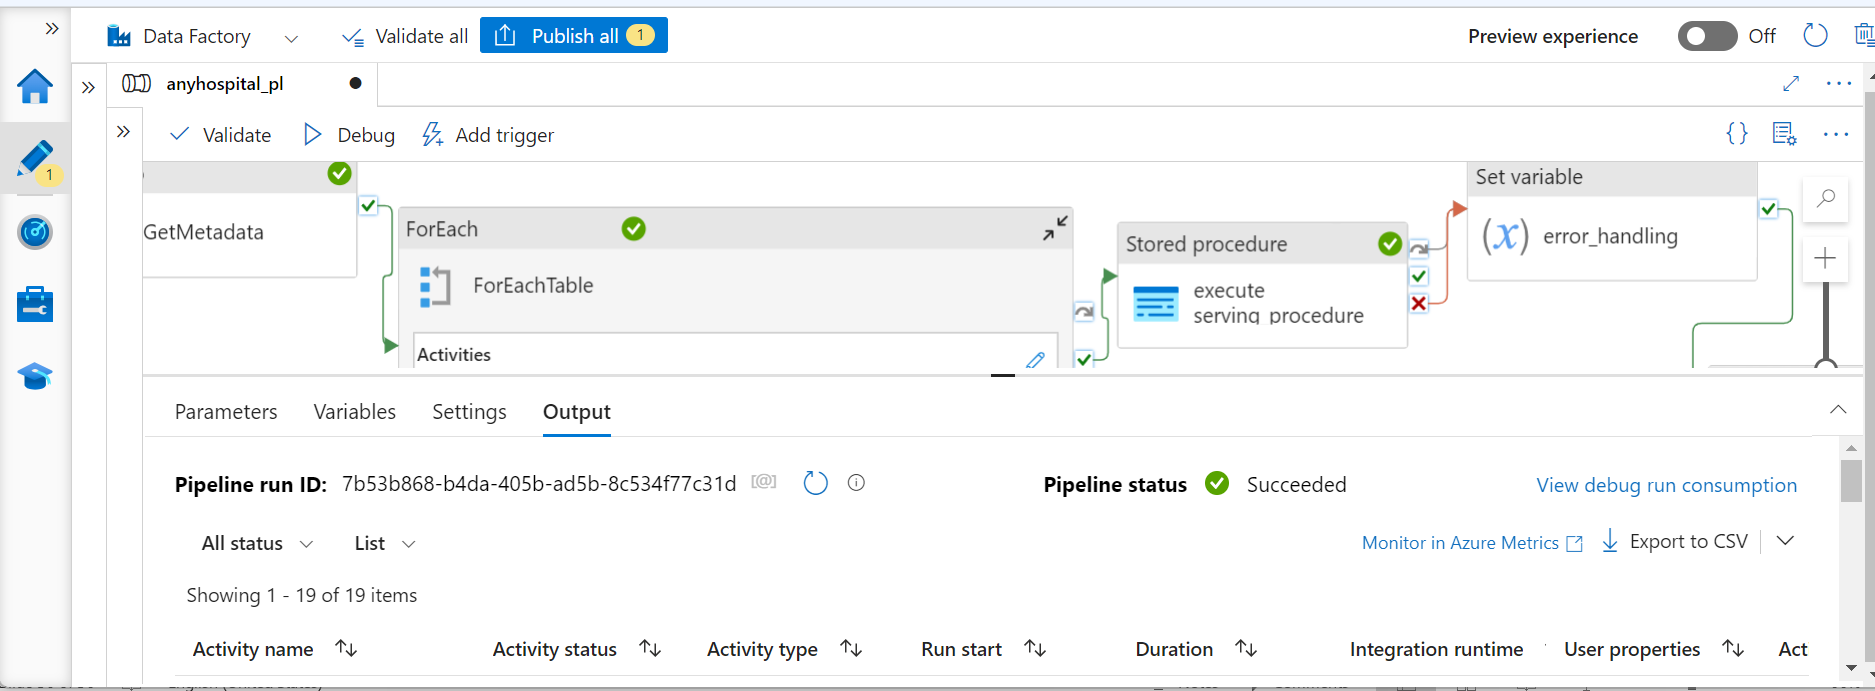 Data Factory Validate all Publish all 1 Preview experience Off
anyhospital_pl
Validate Debug Add trigger {}
1
Set variable
GetMetadata
ForEach
Stored procedure
(x) error_handling
ForEachTable
execute
serving_procedure
Activities
Parameters Variables Settings Output
Pipeline run ID: 7b53b868-b4da-405b-ad5b-8c534f77c31d [@] Pipeline status Succeeded View debug run consumption
All status List Monitor in Azure Metrics Export to CSV
Showing 1 - 19 of 19 items
Activity name Activity status Activity type Run start Duration Integration runtime User properties Act